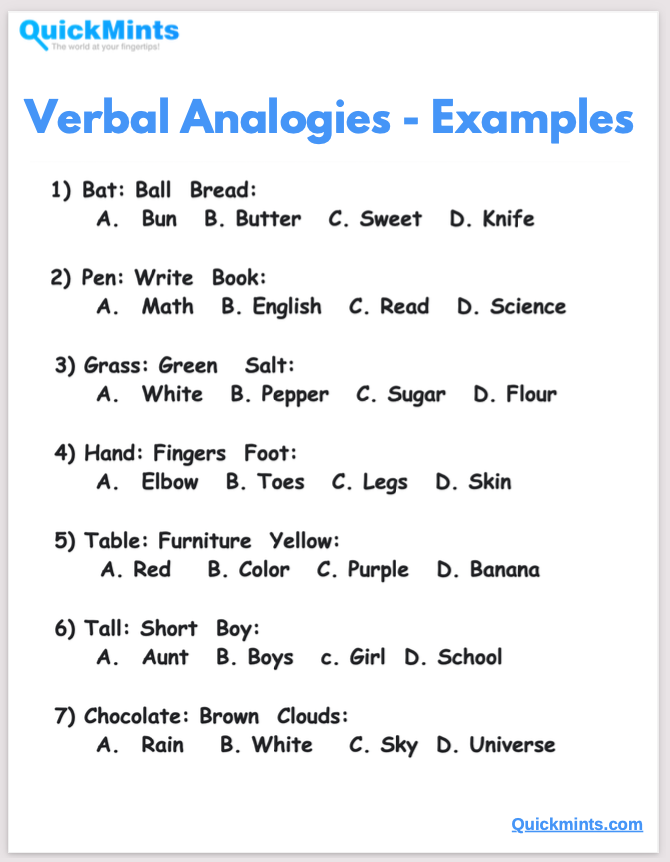 QuickMints
The world at your fingertips!
Verbal Analogies - Examples
1) Bat: Ball Bread:
A. Bun B. Butter C. Sweet D. Knife
2) Pen: Write Book:
A. Math B. English C. Read D. Science
3) Grass: Green Salt:
A. White B. Pepper C. Sugar D. Flour
4) Hand: Fingers Foot:
A. Elbow B. Toes C. Legs D. Skin
5) Table: Furniture Yellow:
A. Red B. Color C. Purple D. Banana
6) Tall: Short Boy:
A. Aunt B. Boys c. Girl D. School
7) Chocolate: Brown Clouds:
A. Rain B. White C. Sky D. Universe
Quickmints.com